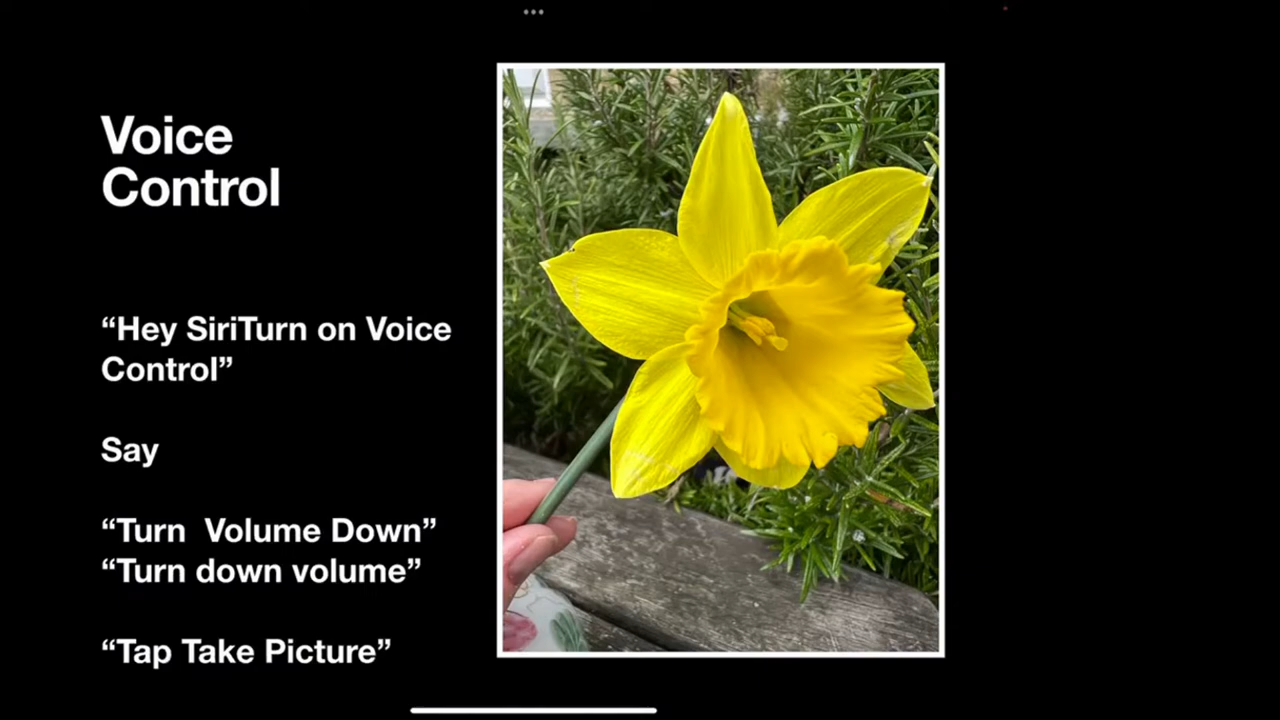 Voice
Control
“Hey SiriTurn on Voice
Control”
Say
“Turn  Volume Down”
“Turn down volume”
“Tap Take Picture”